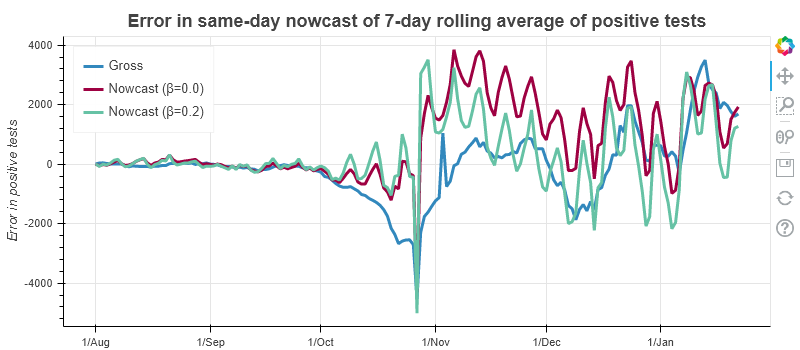 Error in same-day nowcast of 7-day rolling average of positive tests
Error in positive tests
4000
2000
0
-2000
-4000
Gross
Nowcast (β=0.0)
Nowcast (β=0.2)
1/Aug
1/Sep
1/Oct
1/Nov
1/Dec
1/Jan